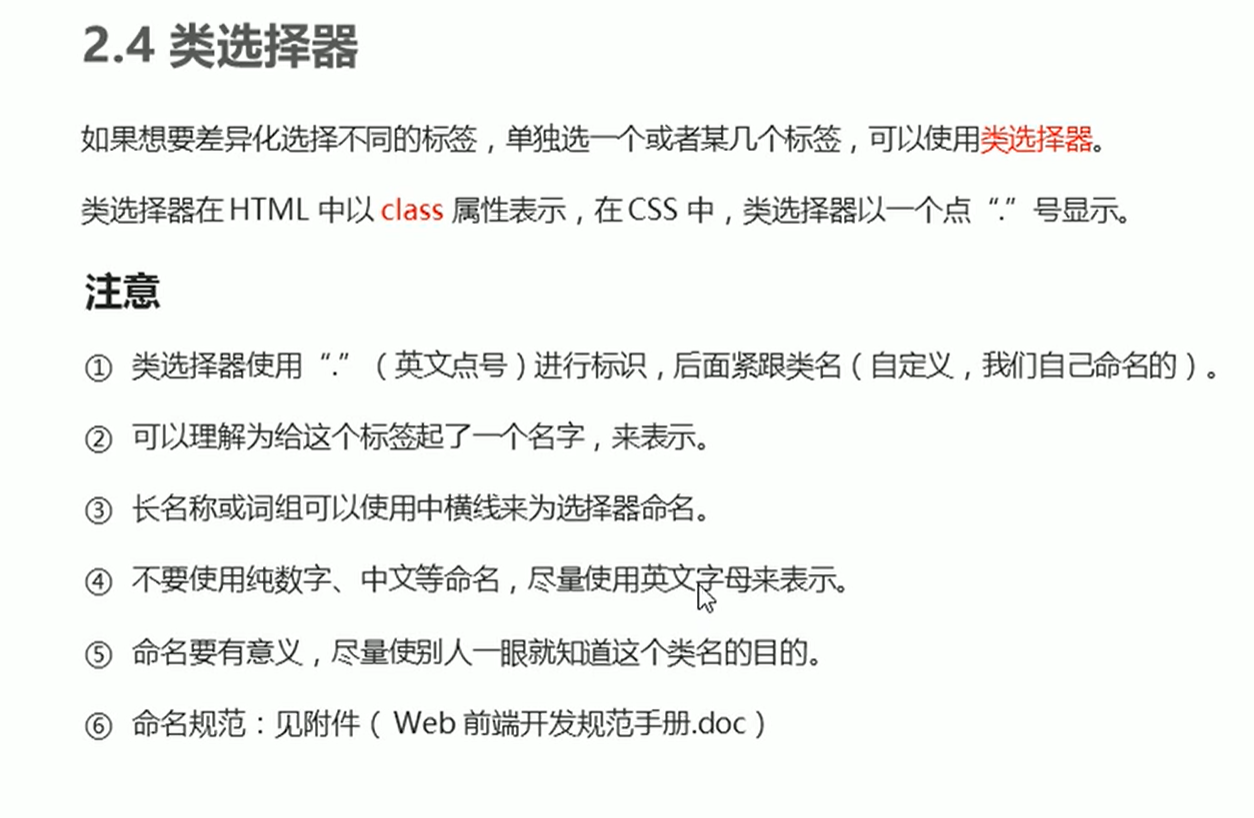 2.4 类选择器
如果想要差异化选择不同的标签，单独选一个或者某几个标签，可以使用类选择器。
类选择器在 HTML 中以 class 属性表示，在 CSS 中，类选择器以一个点“.”号显示。
注意
① 类选择器使用“.”（英文点号）进行标识，后面紧跟类名（自定义，我们自己命名的）。
② 可以理解为给这个标签起了一个名字，来表示。
③ 长名称或词组可以使用中横线来为选择器命名。
④ 不要使用纯数字、中文等命名，尽量使用英文字母来表示。
⑤ 命名要有意义，尽量使别人一眼就知道这个类名的目的。
⑥ 命名规范：见附件（ Web 前端开发规范手册.doc）